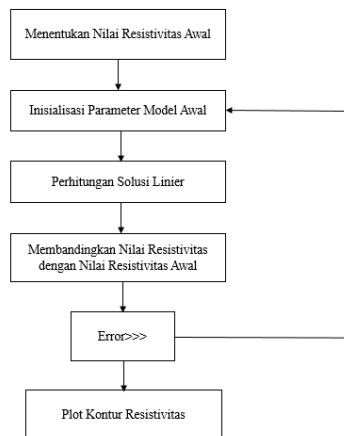 Menentukan Nilai Resistivitas Awal
Inisialisasi Parameter Model Awal
Perhitungan Solusi Linier
Membandingkan Nilai Resistivitas
dengan Nilai Resistivitas Awal
Error>>>
Plot Kontur Resistivitas